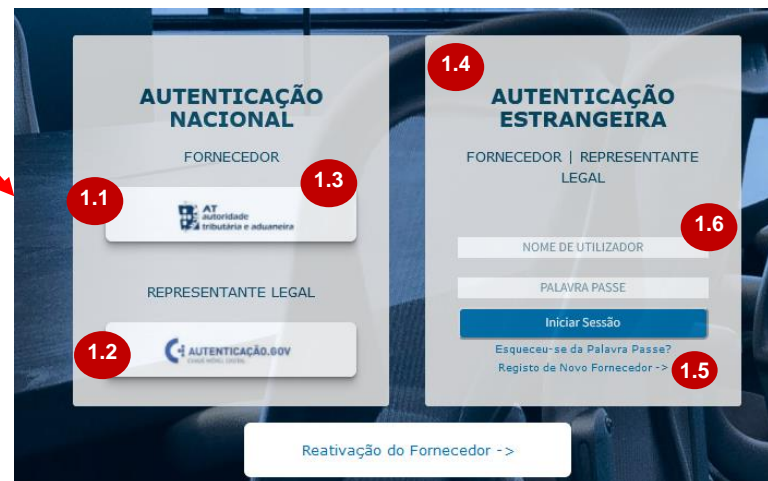 AUTENTICAÇÃO
NACIONAL
FORNECEDOR
1.1
1.3
AT
autoridade
tributária e aduaneira
REPRESENTANTE LEGAL
1.2
AUTENTICAÇÃO.GOV
1.4
AUTENTICAÇÃO
ESTRANGEIRA
FORNECEDOR | REPRESENTANTE
LEGAL
1.6
NOME DE UTILIZADOR
PALAVRA PASSE
Iniciar Sessão
Esqueceu-se da Palavra Passe?
Registo de Novo Fornecedor ->
1.5
Reativação do Fornecedor ->